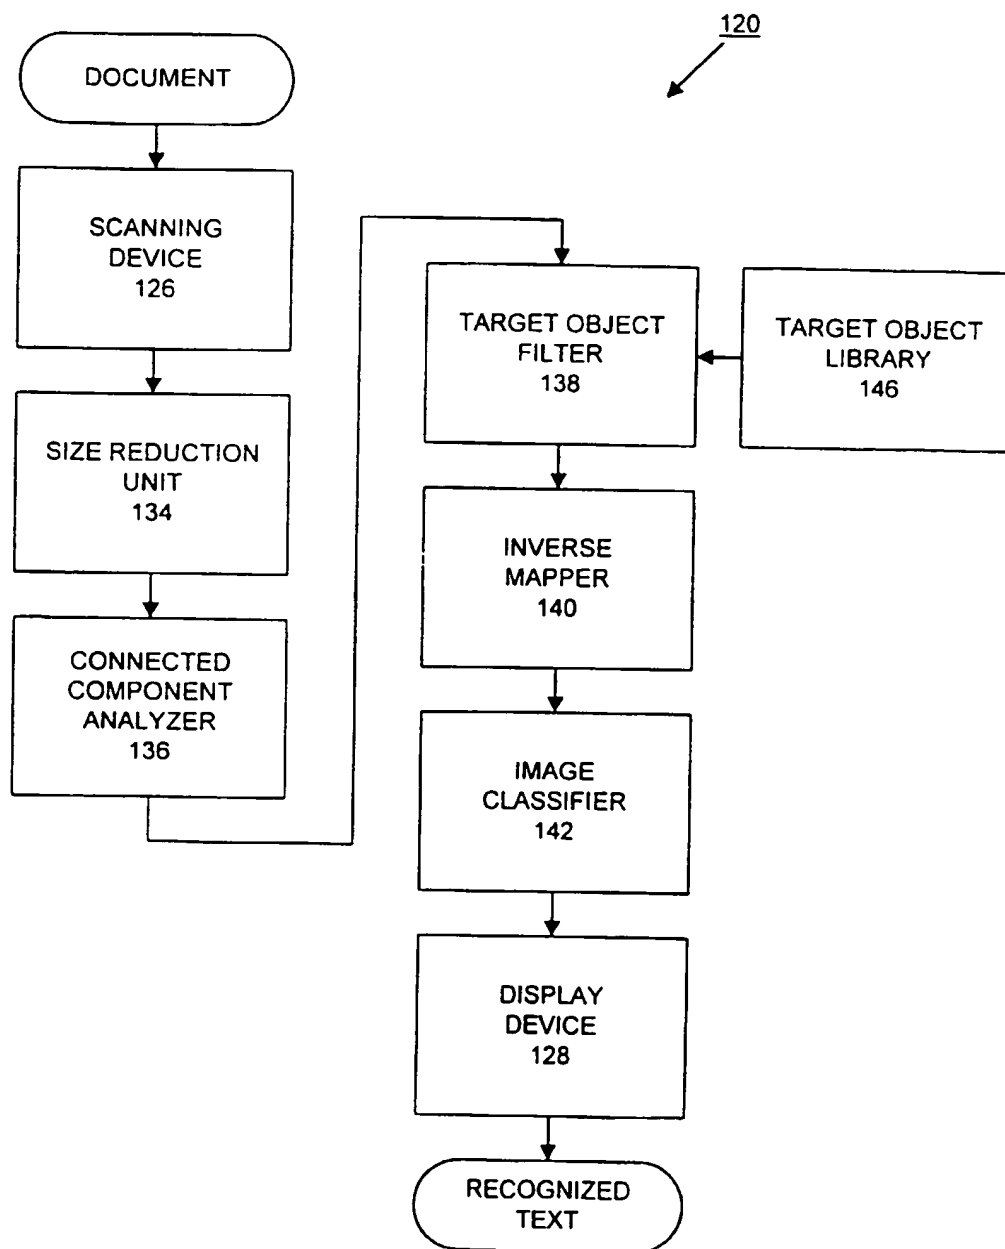 120
DOCUMENT
SCANNING
DEVICE
126
SIZE REDUCTION
UNIT
134
CONNECTED
COMPONENT
ANALYZER
136
TARGET OBJECT
FILTER
138
TARGET OBJECT
LIBRARY
146
INVERSE
MAPPER
140
IMAGE
CLASSIFIER
142
DISPLAY
DEVICE
128
RECOGNIZED
TEXT